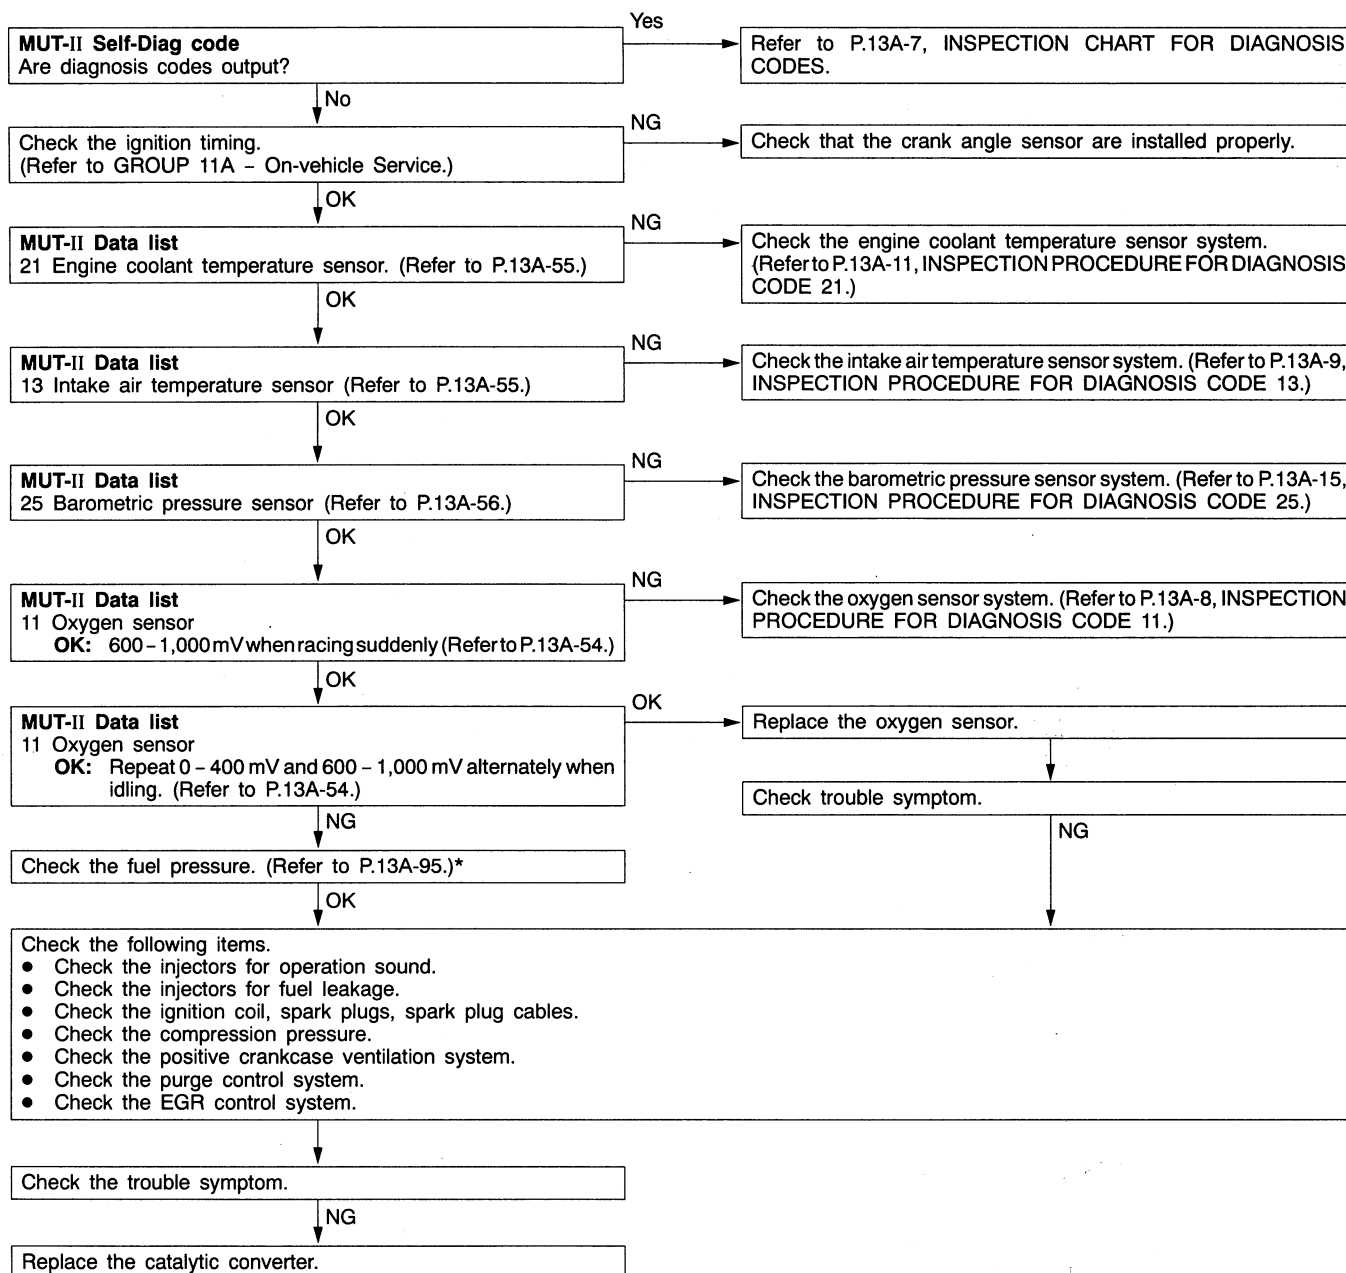 MUT-II Self-Diag code
Are diagnosis codes output?
Yes
Refer to P.13A-7, INSPECTION CHART FOR DIAGNOSIS
CODES.
No
Check the ignition timing.
(Refer to GROUP 11A – On-vehicle Service.)
NG
Check that the crank angle sensor are installed properly.
OK
MUT-II Data list
21 Engine coolant temperature sensor. (Refer to P.13A-55.)
NG
Check the engine coolant temperature sensor system.
(Refer to P.13A-11, INSPECTION PROCEDURE FOR DIAGNOSIS
CODE 21.)
OK
MUT-II Data list
13 Intake air temperature sensor (Refer to P.13A-55.)
NG
Check the intake air temperature sensor system. (Refer to P.13A-9,
INSPECTION PROCEDURE FOR DIAGNOSIS CODE 13.)
OK
MUT-II Data list
25 Barometric pressure sensor (Refer to P.13A-56.)
NG
Check the barometric pressure sensor system. (Refer to P.13A-15,
INSPECTION PROCEDURE FOR DIAGNOSIS CODE 25.)
OK
MUT-II Data list
11 Oxygen sensor
OK: 600 – 1,000 mV when racing suddenly (Refer to P.13A-54.)
NG
Check the oxygen sensor system. (Refer to P.13A-8, INSPECTION
PROCEDURE FOR DIAGNOSIS CODE 11.)
OK
MUT-II Data list
11 Oxygen sensor
OK: Repeat 0 – 400 mV and 600 – 1,000 mV alternately when
idling. (Refer to P.13A-54.)
OK
Replace the oxygen sensor.
Check trouble symptom.
NG
NG
Check the fuel pressure. (Refer to P.13A-95.)*
OK
Check the following items.
● Check the injectors for operation sound.
● Check the injectors for fuel leakage.
● Check the ignition coil, spark plugs, spark plug cables.
● Check the compression pressure.
● Check the positive crankcase ventilation system.
● Check the purge control system.
● Check the EGR control system.
Check the trouble symptom.
NG
Replace the catalytic converter.